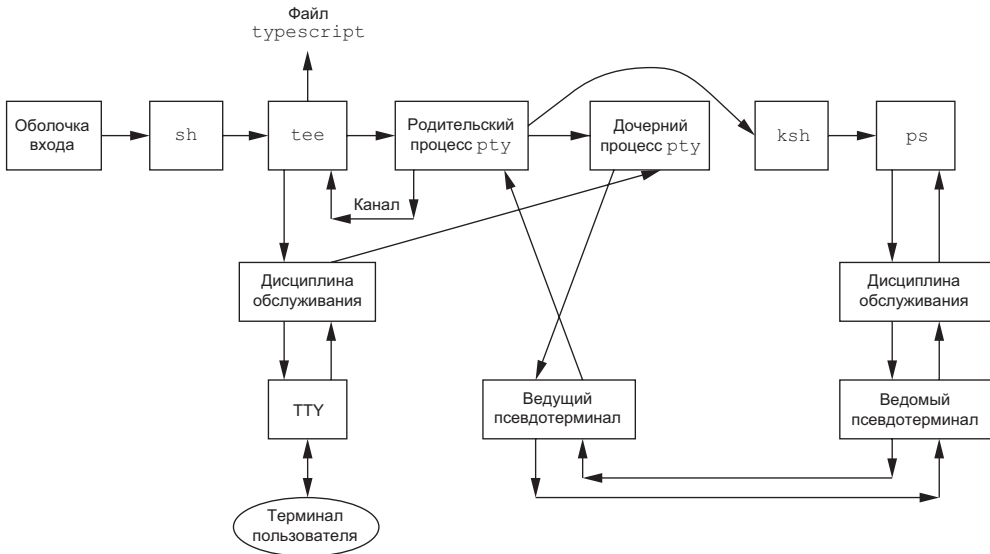 Файл
typescript
Оболочка
входа
sh
tee
Родительский
процесс pty
Дочерний
процесс pty
ksh
ps
Канал
Дисциплина
обслуживания
Дисциплина
обслуживания
TTY
Ведущий
псевдотерминал
Ведомый
псевдотерминал
Терминал
пользователя